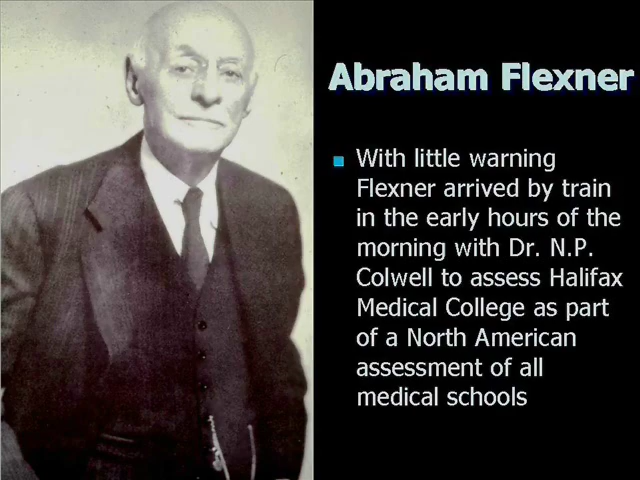 Abraham Flexner
With little warning
Flexner arrived by train
in the early hours of the
morning with Dr. N.P.
Colwell to assess Halifax
Medical College as part
of a North American
assessment of all
medical schools